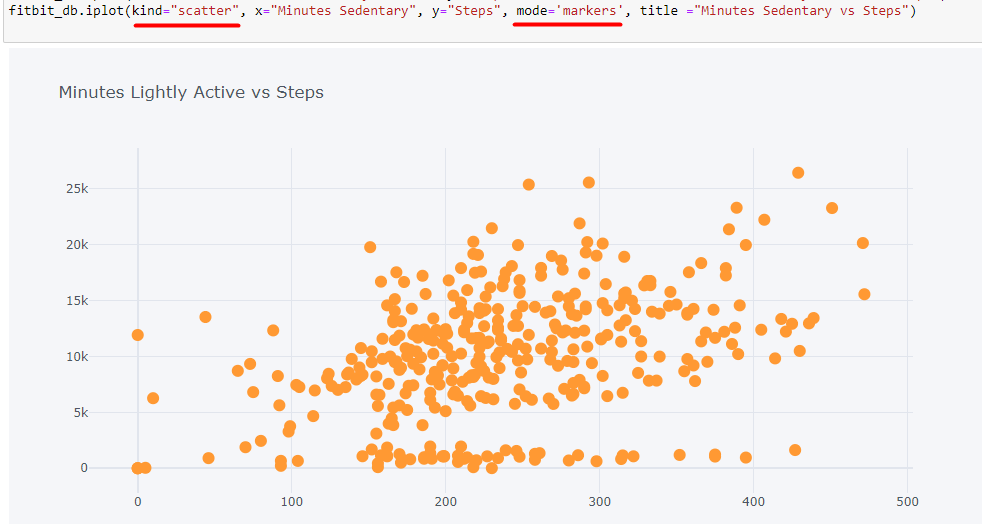 fitbit_db.iplot(kind="scatter", x="Minutes Sedentary", y="Steps", mode='markers', title ="Minutes Sedentary vs Steps")
Minutes Lightly Active vs Steps
25k
20k
15k
10k
5k
0
0 100 200 300 400 500